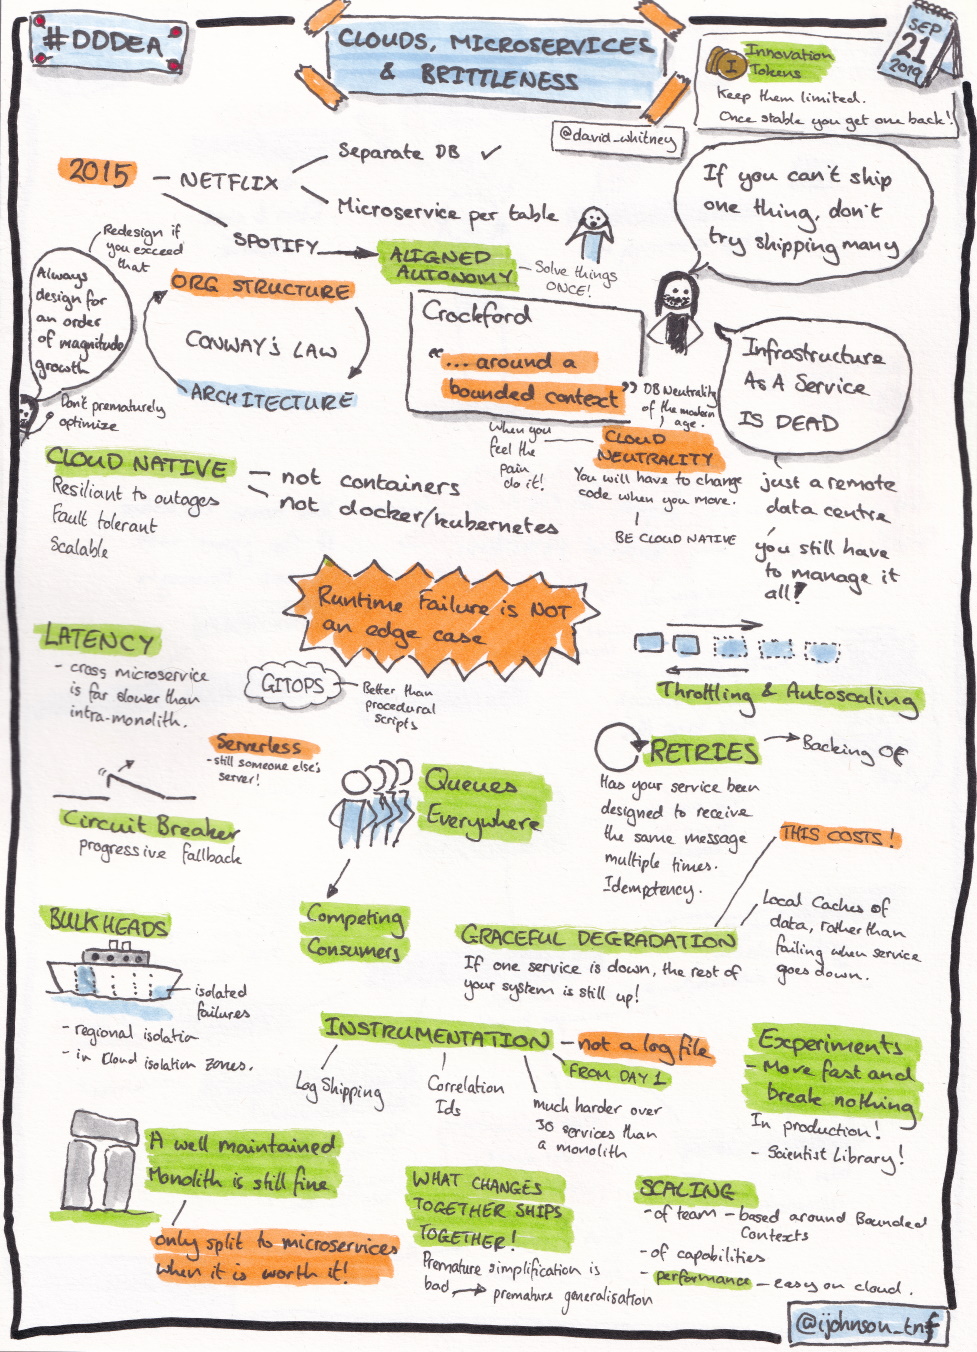 #DDDEA
CLOUDS, MICROSERVICES
& BRITTLENESS
SEP
21
2019
I
Innovation
Tokens
Keep them limited.
Once stable you get one back!
@david_whitney
2015
NETFLIX
Separate DB ✓
Microservice per table
SPOTIFY
ALIGNED
AUTONOMY
Solve things
ONCE!
If you can't ship
one thing, don't
try shipping many
Redesign if
you exceed
that
Always
design for
an order
of magnitude
growth
Don't prematurely
optimize
ORG STRUCTURE
CONWAY'S LAW
ARCHITECTURE
Crockford
"... around a
bounded context"
DB Neutrality
of the modern
age.
Infrastructure
As A Service
IS DEAD
just a remote
data centre
you still have
to manage it
all!
When you
feel the
pain
do it!
CLOUD
NEUTRALITY
You will have to change
code when you move.
BE CLOUD NATIVE
CLOUD NATIVE
Resiliant to outages
Fault tolerant
Scalable
- not containers
- not docker/kubernetes
Runtime Failure is NOT
an edge case
LATENCY
- cross microservice
is far slower than
intra-monolith.
GITOPS
Better than
procedural
scripts
Throttling & Autoscaling
Serverless
- still someone else's
server!
Circuit Breaker
progressive fallback
Queues
Everywhere
RETRIES
Backing Off
Has your service been
designed to receive
the same message
multiple times.
Idempotency.
THIS COSTS!
Competing
Consumers
BULKHEADS
isolated
failures
- regional isolation
- in cloud isolation zones.
GRACEFUL DEGRADATION
If one service is down, the rest of
your system is still up!
Local Caches of
data, rather than
failing when service
goes down.
INSTRUMENTATION
- not a log file
FROM DAY 1
Log Shipping
Correlation
Ids
much harder over
30 services than
a monolith
Experiments
- Move fast and
break nothing
In production!
- Scientist Library!
A well maintained
Monolith is still fine
only split to microservices
when it is worth it!
WHAT CHANGES
TOGETHER SHIPS
TOGETHER!
Premature simplification is
bad → premature generalisation
SCALING
- of team - based around Bounded
Contexts
- of capabilities
- performance - easy on cloud.
@ijohnson_tnf